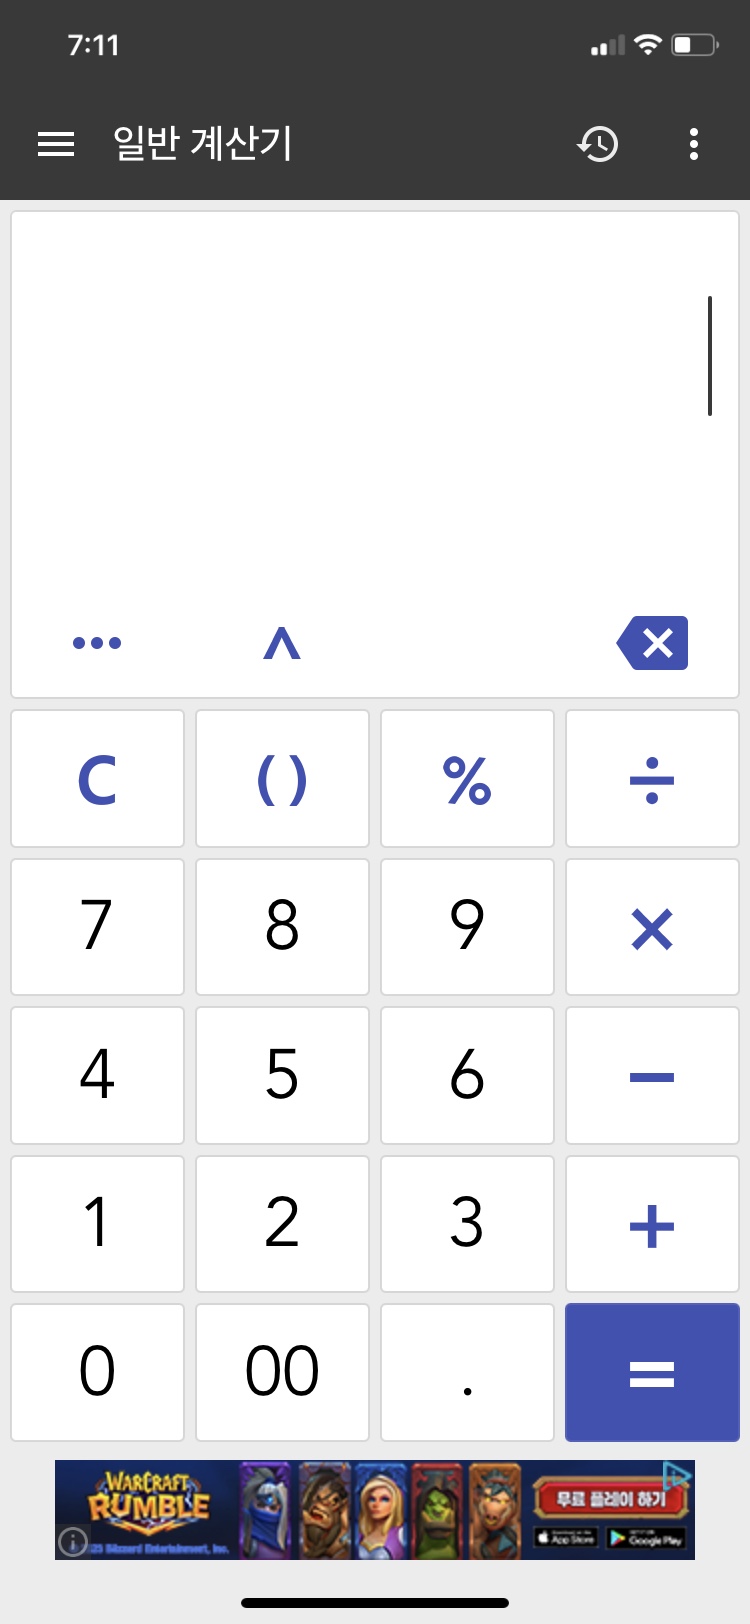 7:11
일반 계산기
C () % ÷
7 8 9 ×
4 5 6 −
1 2 3 +
0 00 . =
WARCRAFT
RUMBLE
무료 플레이 하기
App Store Google Play
Blizzard Entertainment, Inc.